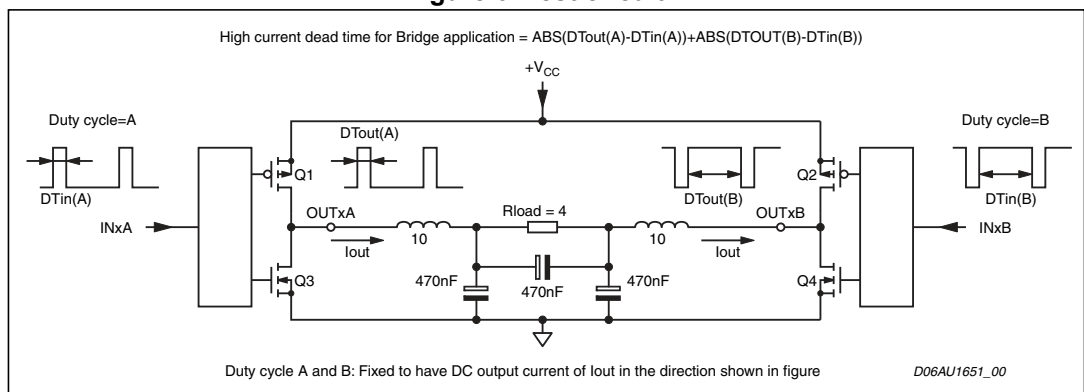 High current dead time for Bridge application = ABS(DTout(A)-DTin(A))+ABS(DTOUT(B)-DTin(B))
+VCC
Duty cycle=A
DTout(A)
Duty cycle=B
Q1
Q2
DTin(A)
DTout(B)
DTin(B)
INxA
OUTxA
Rload = 4
OUTxB
INxB
Iout
10
10
Iout
Q3
470nF
470nF
470nF
Q4
Duty cycle A and B: Fixed to have DC output current of Iout in the direction shown in figure
D06AU1651_00